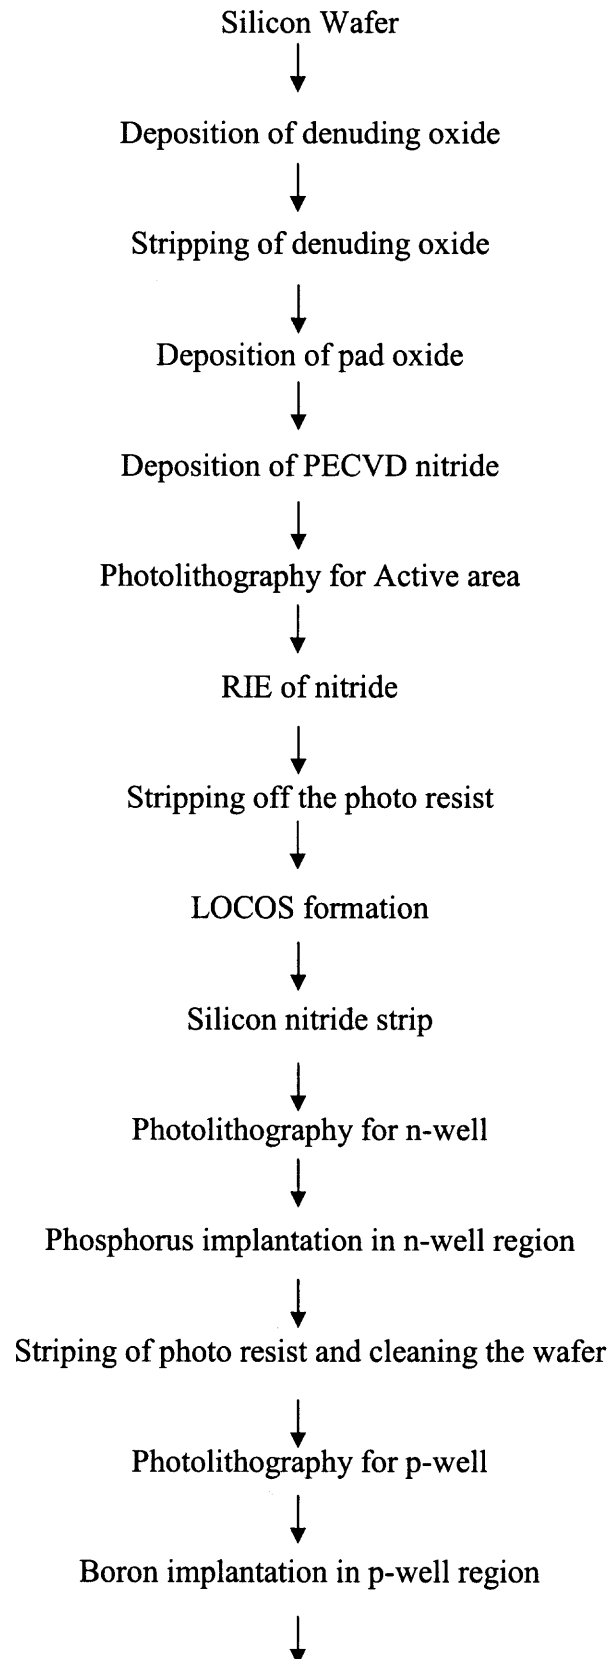 Silicon Wafer
Deposition of denuding oxide
Stripping of denuding oxide
Deposition of pad oxide
Deposition of PECVD nitride
Photolithography for Active area
RIE of nitride
Stripping off the photo resist
LOCOS formation
Silicon nitride strip
Photolithography for n-well
Phosphorus implantation in n-well region
Striping of photo resist and cleaning the wafer
Photolithography for p-well
Boron implantation in p-well region